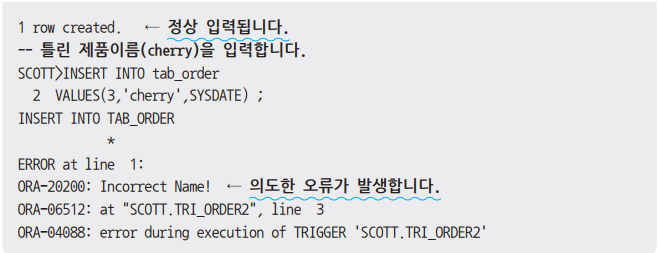 1 row created. ← 정상 입력됩니다.
-- 틀린 제품이름(cherry)을 입력합니다.
SCOTT>INSERT INTO tab_order
2 VALUES(3,'cherry',SYSDATE) ;
INSERT INTO TAB_ORDER
*
ERROR at line 1:
ORA-20200: Incorrect Name! ← 의도한 오류가 발생합니다.
ORA-06512: at "SCOTT.TRI_ORDER2", line 3
ORA-04088: error during execution of TRIGGER 'SCOTT.TRI_ORDER2'